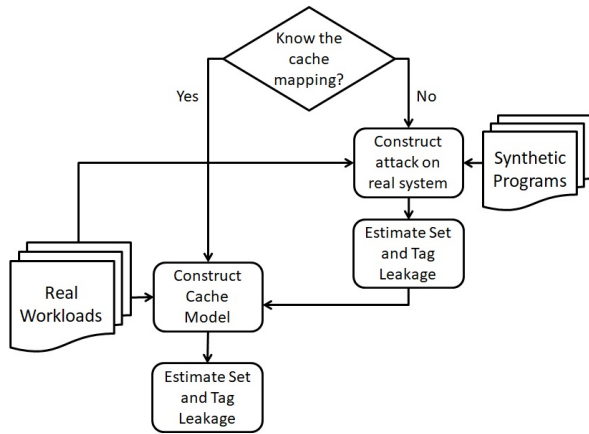 Know the
cache
mapping?
Yes
No
Construct
attack on
real system
Synthetic
Programs
Estimate Set
and Tag
Leakage
Real
Workloads
Construct
Cache
Model
Estimate Set
and Tag
Leakage